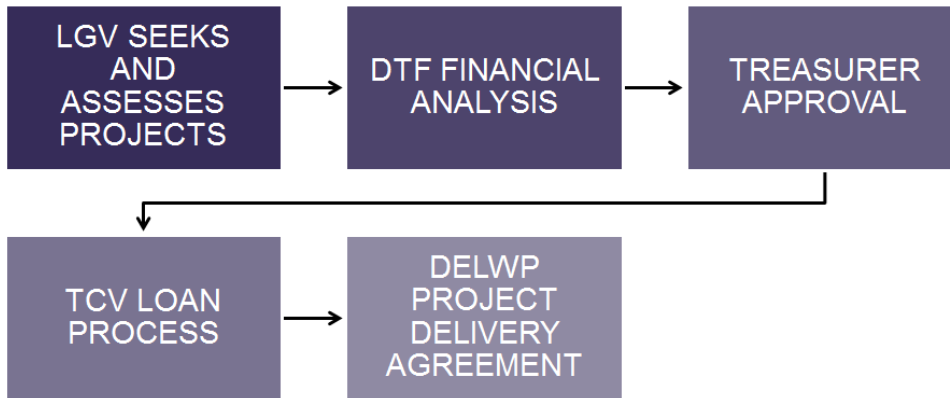 LGV SEEKS
AND
ASSESSES
PROJECTS
DTF FINANCIAL
ANALYSIS
TREASURER
APPROVAL
TCV LOAN
PROCESS
DELWP
PROJECT
DELIVERY
AGREEMENT